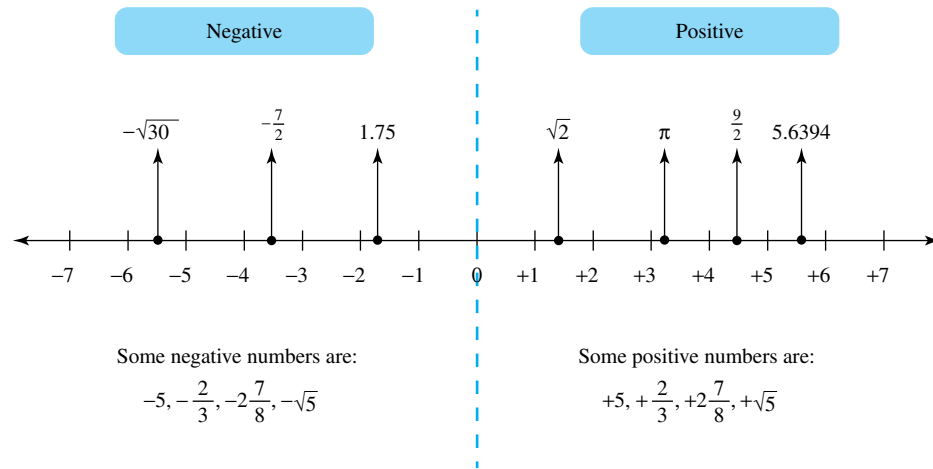 Negative Positive
−√30 −7/2 1.75 √2 π 9/2 5.6394
−7 −6 −5 −4 −3 −2 −1 0 +1 +2 +3 +4 +5 +6 +7
Some negative numbers are: Some positive numbers are:
−5, −2/3, −2 7/8, −√5 +5, +2/3, +2 7/8, +√5